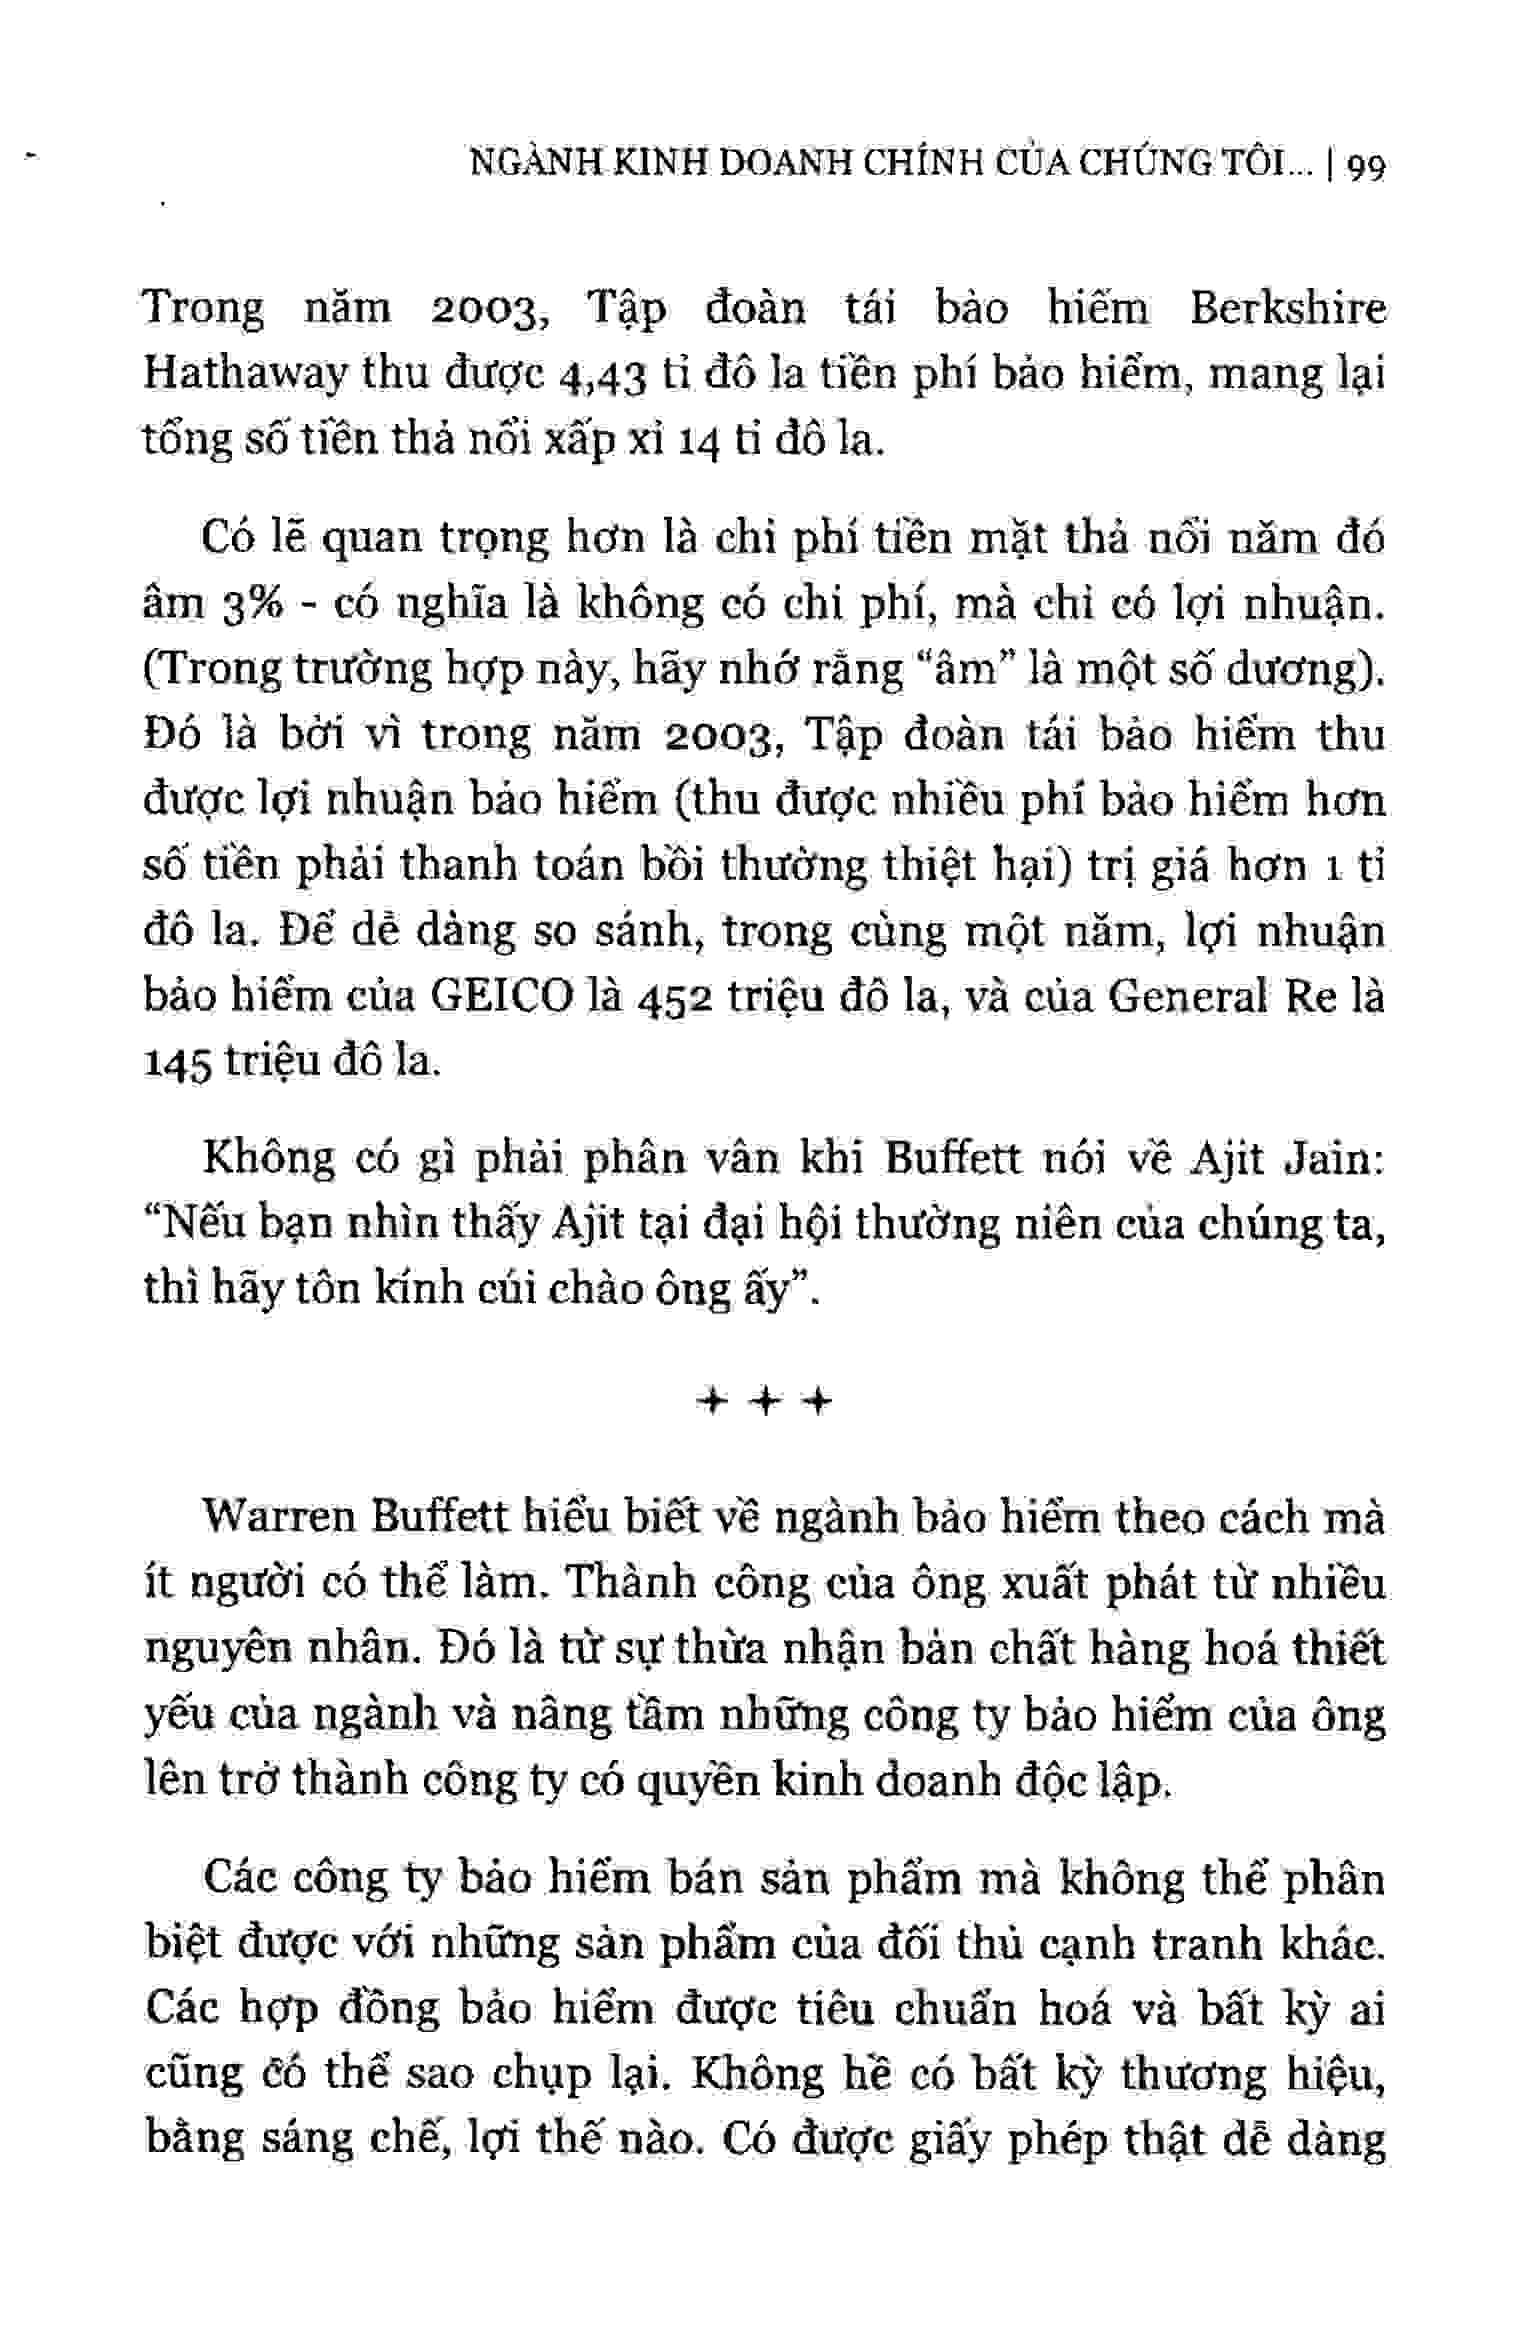 NGÀNH KINH DOANH CHÍNH CỦA CHÚNG TÔI... | 99
Trong năm 2003, Tập đoàn tái bảo hiểm Berkshire
Hathaway thu được 4,43 tỉ đô la tiền phí bảo hiểm, mang lại
tổng số tiền thả nổi xấp xỉ 14 tỉ đô la.
Có lẽ quan trọng hơn là chi phí tiền mặt thả nổi năm đó
âm 3% - có nghĩa là không có chi phí, mà chỉ có lợi nhuận.
(Trong trường hợp này, hãy nhớ rằng “âm” là một số dương).
Đó là bởi vì trong năm 2003, Tập đoàn tái bảo hiểm thu
được lợi nhuận bảo hiểm (thu được nhiều phí bảo hiểm hơn
số tiền phải thanh toán bồi thường thiệt hại) trị giá hơn 1 tỉ
đô la. Để dễ dàng so sánh, trong cùng một năm, lợi nhuận
bảo hiểm của GEICO là 452 triệu đô la, và của General Re là
145 triệu đô la.
Không có gì phải phân vân khi Buffett nói về Ajit Jain:
“Nếu bạn nhìn thấy Ajit tại đại hội thường niên của chúng ta,
thì hãy tôn kính cúi chào ông ấy”.
Warren Buffett hiểu biết về ngành bảo hiểm theo cách mà
ít người có thể làm. Thành công của ông xuất phát từ nhiều
nguyên nhân. Đó là từ sự thừa nhận bản chất hàng hoá thiết
yếu của ngành và nâng tầm những công ty bảo hiểm của ông
lên trở thành công ty có quyền kinh doanh độc lập.
Các công ty bảo hiểm bán sản phẩm mà không thể phân
biệt được với những sản phẩm của đối thủ cạnh tranh khác.
Các hợp đồng bảo hiểm được tiêu chuẩn hoá và bất kỳ ai
cũng có thể sao chụp lại. Không hề có bất kỳ thương hiệu,
bằng sáng chế, lợi thế nào. Có được giấy phép thật dễ dàng